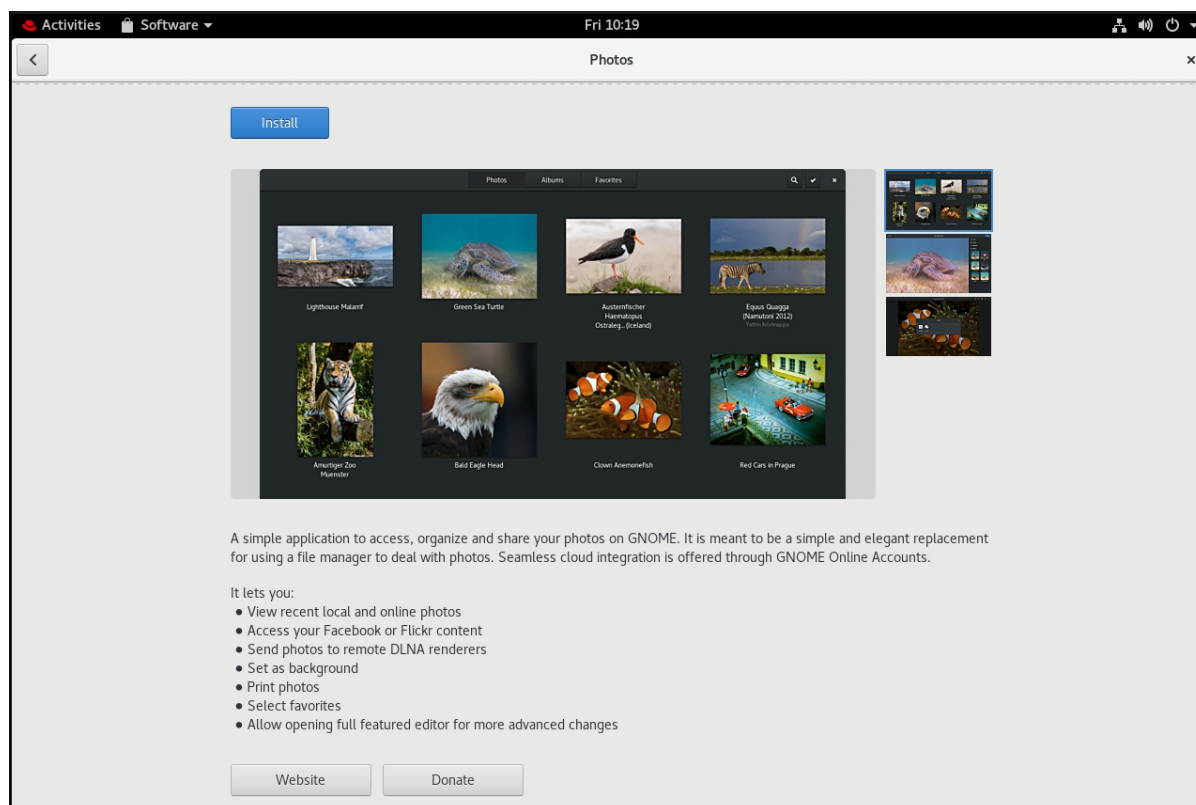 Activities Software Fri 10:19
Photos
Install
Photos Albums Favorites
Lighthouse Malarrif
Green Sea Turtle
Austernfischer
Haematopus
Ostraleg... (Iceland)
Equus Quagga
(Namutoni 2012)
Yathin Krishnappa
Amurtiger Zoo
Muenster
Bald Eagle Head
Clown Anemonefish
Red Cars in Prague
A simple application to access, organize and share your photos on GNOME. It is meant to be a simple and elegant replacement
for using a file manager to deal with photos. Seamless cloud integration is offered through GNOME Online Accounts.
It lets you:
● View recent local and online photos
● Access your Facebook or Flickr content
● Send photos to remote DLNA renderers
● Set as background
● Print photos
● Select favorites
● Allow opening full featured editor for more advanced changes
Website Donate